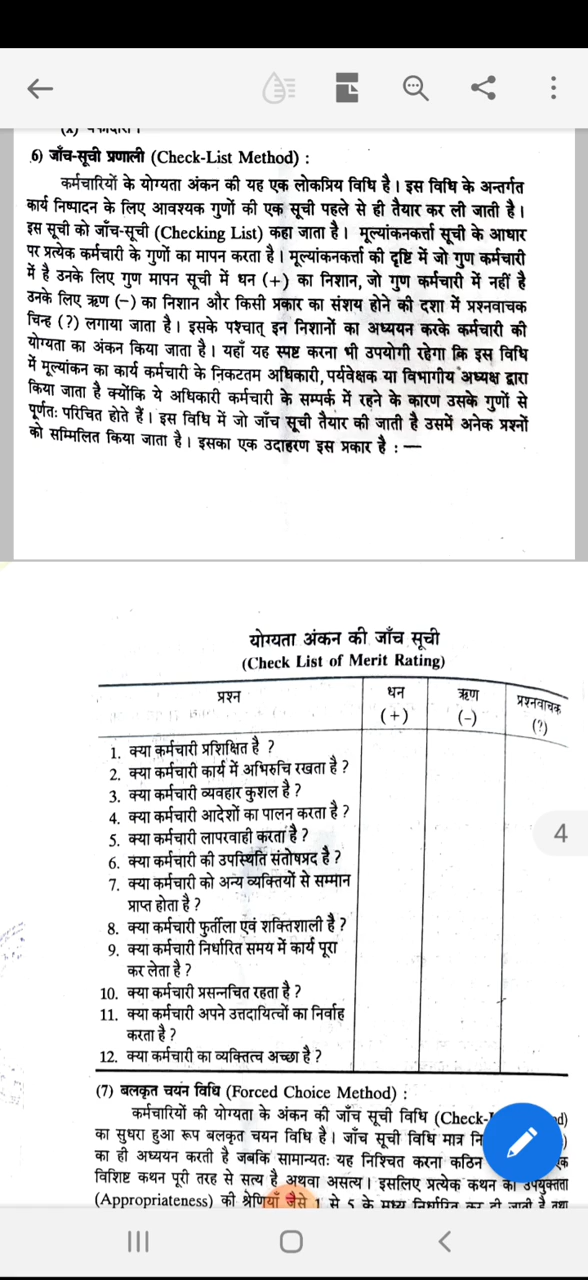 6) जाँच-सूची प्रणाली (Check-List Method) :
कर्मचारियों के योग्यता अंकन की यह एक लोकप्रिय विधि है। इस विधि के अन्तर्गत
कार्य निष्पादन के लिए आवश्यक गुणों की एक सूची पहले से ही तैयार कर ली जाती है।
इस सूची को जाँच-सूची (Checking List) कहा जाता है। मूल्यांकनकर्त्ता सूची के आधार
पर प्रत्येक कर्मचारी के गुणों का मापन करता है। मूल्यांकनकर्त्ता की दृष्टि में जो गुण कर्मचारी
में है उनके लिए गुण मापन सूची में धन (+) का निशान, जो गुण कर्मचारी में नहीं है
उनके लिए ऋण (−) का निशान और किसी प्रकार का संशय होने की दशा में प्रश्नवाचक
चिन्ह (?) लगाया जाता है। इसके पश्चात् इन निशानों का अध्ययन करके कर्मचारी की
योग्यता का अंकन किया जाता है। यहाँ यह स्पष्ट करना भी उपयोगी रहेगा कि इस विधि
में मूल्यांकन का कार्य कर्मचारी के निकटतम अधिकारी, पर्यवेक्षक या विभागीय अध्यक्ष द्वारा
किया जाता है क्योंकि ये अधिकारी कर्मचारी के सम्पर्क में रहने के कारण उसके गुणों से
पूर्णतः परिचित होते हैं। इस विधि में जो जाँच सूची तैयार की जाती है उसमें अनेक प्रश्नों
को सम्मिलित किया जाता है। इसका एक उदाहरण इस प्रकार है : —
योग्यता अंकन की जाँच सूची
(Check List of Merit Rating)
प्रश्न धन ऋण प्रश्नवाचक
(+) (-) (?)
1. क्या कर्मचारी प्रशिक्षित है ?
2. क्या कर्मचारी कार्य में अभिरुचि रखता है ?
3. क्या कर्मचारी व्यवहार कुशल है ?
4. क्या कर्मचारी आदेशों का पालन करता है ?
5. क्या कर्मचारी लापरवाही करता है ?
6. क्या कर्मचारी की उपस्थिति संतोषप्रद है ?
7. क्या कर्मचारी को अन्य व्यक्तियों से सम्मान
प्राप्त होता है ?
8. क्या कर्मचारी फुर्तीला एवं शक्तिशाली है ?
9. क्या कर्मचारी निर्धारित समय में कार्य पूरा
कर लेता है ?
10. क्या कर्मचारी प्रसन्नचित रहता है ?
11. क्या कर्मचारी अपने उत्तदायित्वों का निर्वाह
करता है ?
12. क्या कर्मचारी का व्यक्तित्व अच्छा है ?
4
(7) बलकृत चयन विधि (Forced Choice Method) :
कर्मचारियों की योग्यता के अंकन की जाँच सूची विधि (Check-
का सुधरा हुआ रूप बलकृत चयन विधि है। जाँच सूची विधि मात्र
का ही अध्ययन करती है जबकि सामान्यतः यह निश्चित करना कठिन
विशिष्ट कथन पूरी तरह से सत्य है अथवा असत्य। इसलिए प्रत्येक कथन की उपयुक्तता
(Appropriateness) की श्रेणियाँ जैसे 1 से 5 के मध्य निर्धारित कर दी जाती है तथा